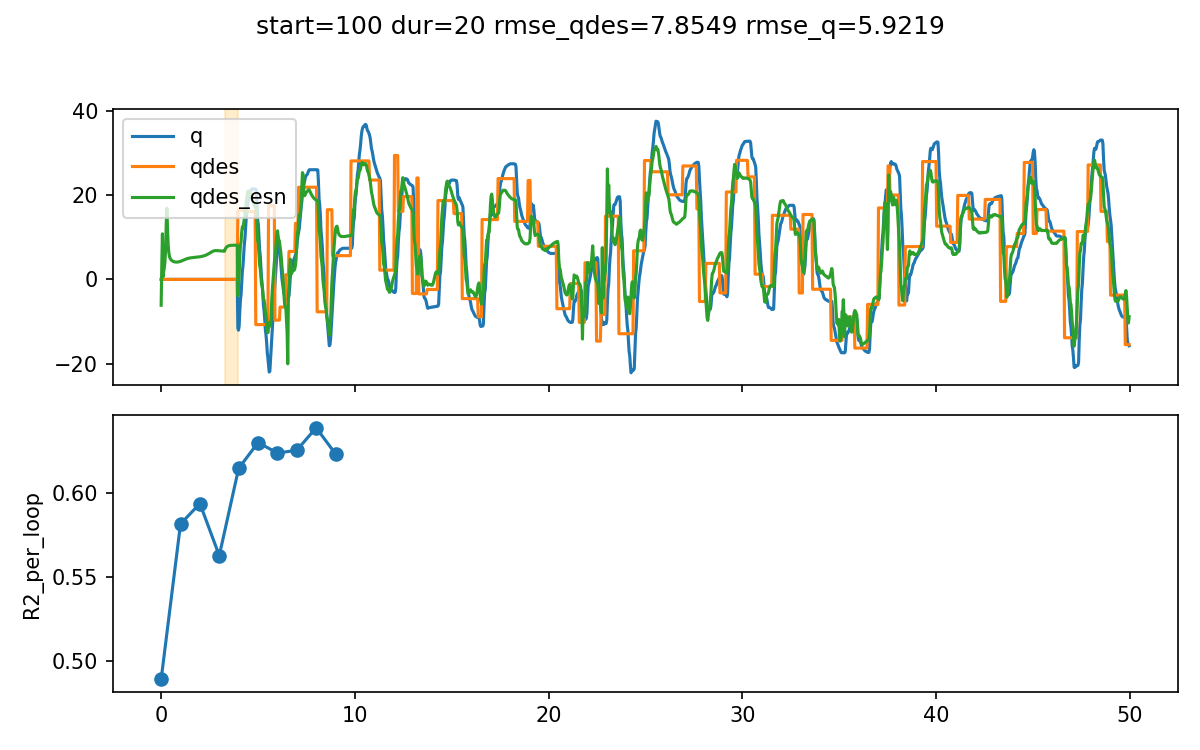 start=100 dur=20 rmse_qdes=7.8549 rmse_q=5.9219
40
20
0
−20
q
qdes
qdes_esn
R2_per_loop
0.60
0.55
0.50
0 10 20 30 40 50